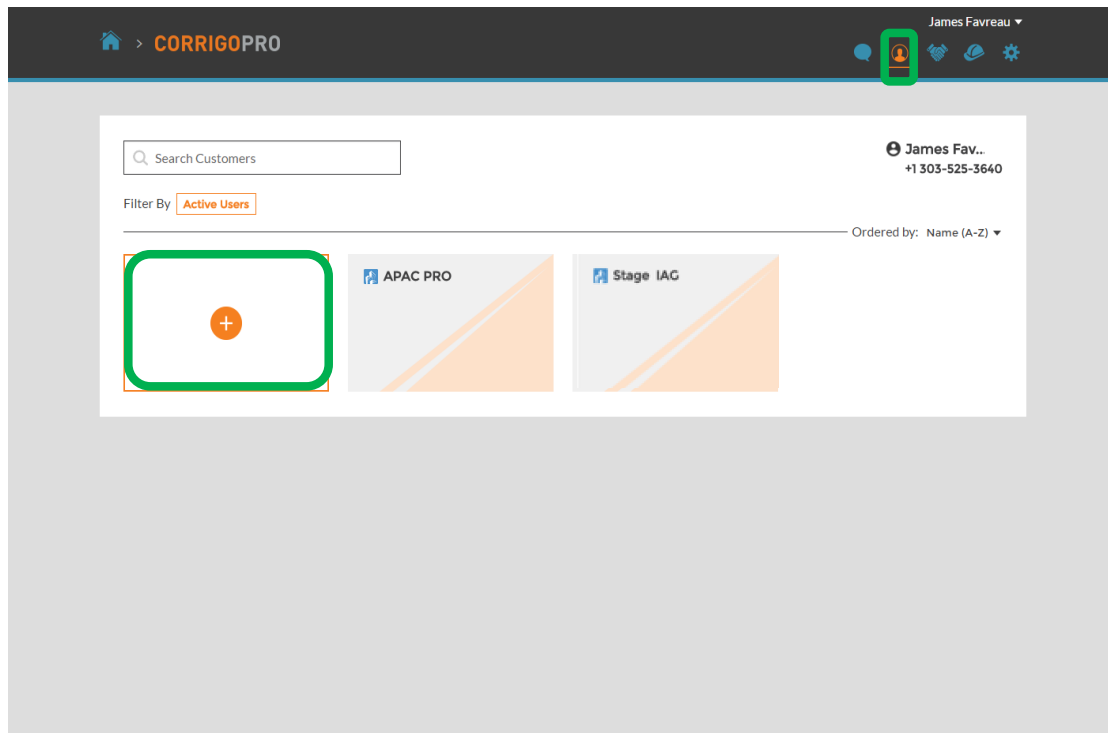 James Favreau
> CORRIGOPRO
Search Customers
James Fav...
+1 303-525-3640
Filter By Active Users
Ordered by: Name (A-Z)
+
APAC PRO
Stage IAG